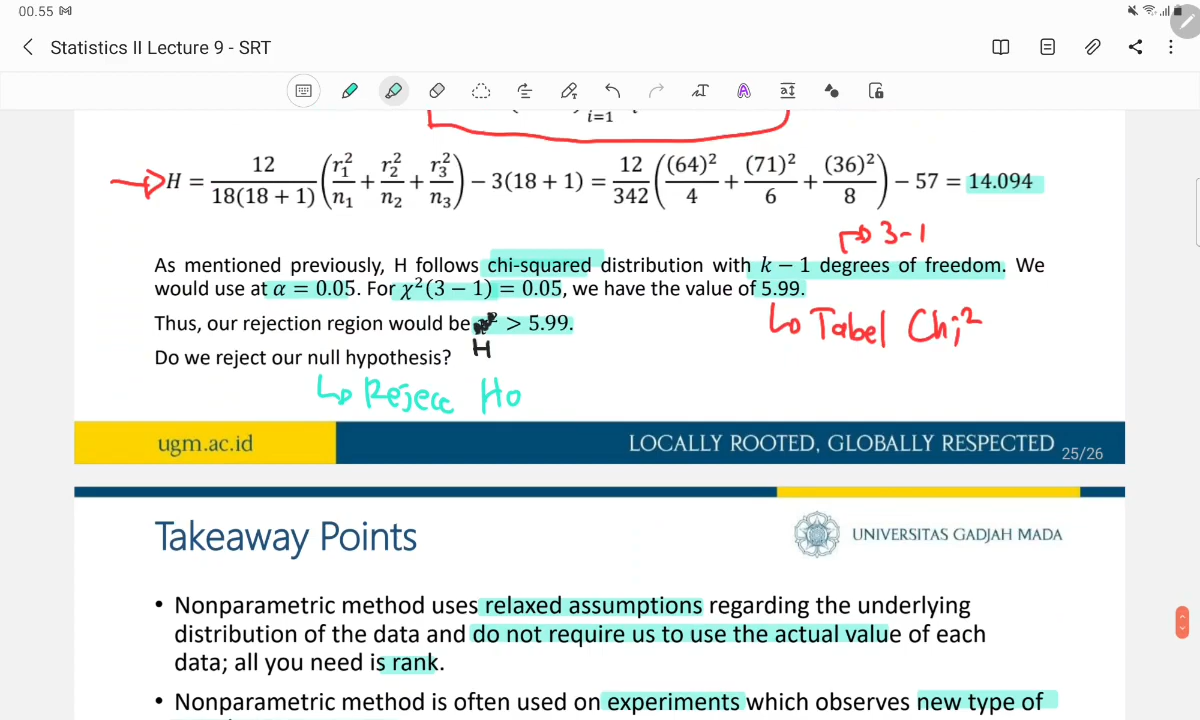 00.55
Statistics II Lecture 9 - SRT
i=1
H = 12/18(18 + 1) (r₁²/n₁ + r₂²/n₂ + r₃²/n₃) − 3(18 + 1) = 12/342 ((64)²/4 + (71)²/6 + (36)²/8) − 57 = 14.094
3-1
As mentioned previously, H follows chi-squared distribution with k − 1 degrees of freedom. We
would use at α = 0.05. For χ²(3 − 1) = 0.05, we have the value of 5.99.
Thus, our rejection region would be > 5.99.
H
Tabel Chi²
Do we reject our null hypothesis?
Rejecc Ho
ugm.ac.id
LOCALLY ROOTED, GLOBALLY RESPECTED
25/26
Takeaway Points
UNIVERSITAS GADJAH MADA
• Nonparametric method uses relaxed assumptions regarding the underlying
distribution of the data and do not require us to use the actual value of each
data; all you need is rank.
• Nonparametric method is often used on experiments which observes new type of